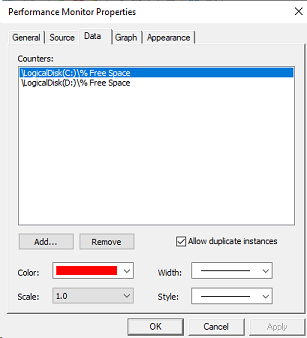 Performance Monitor Properties
General Source Data Graph Appearance
Counters:
\LogicalDisk(C:)\% Free Space
\LogicalDisk(D:)\% Free Space
Add... Remove Allow duplicate instances
Color: Width:
Scale: 1.0 Style:
OK Cancel Apply